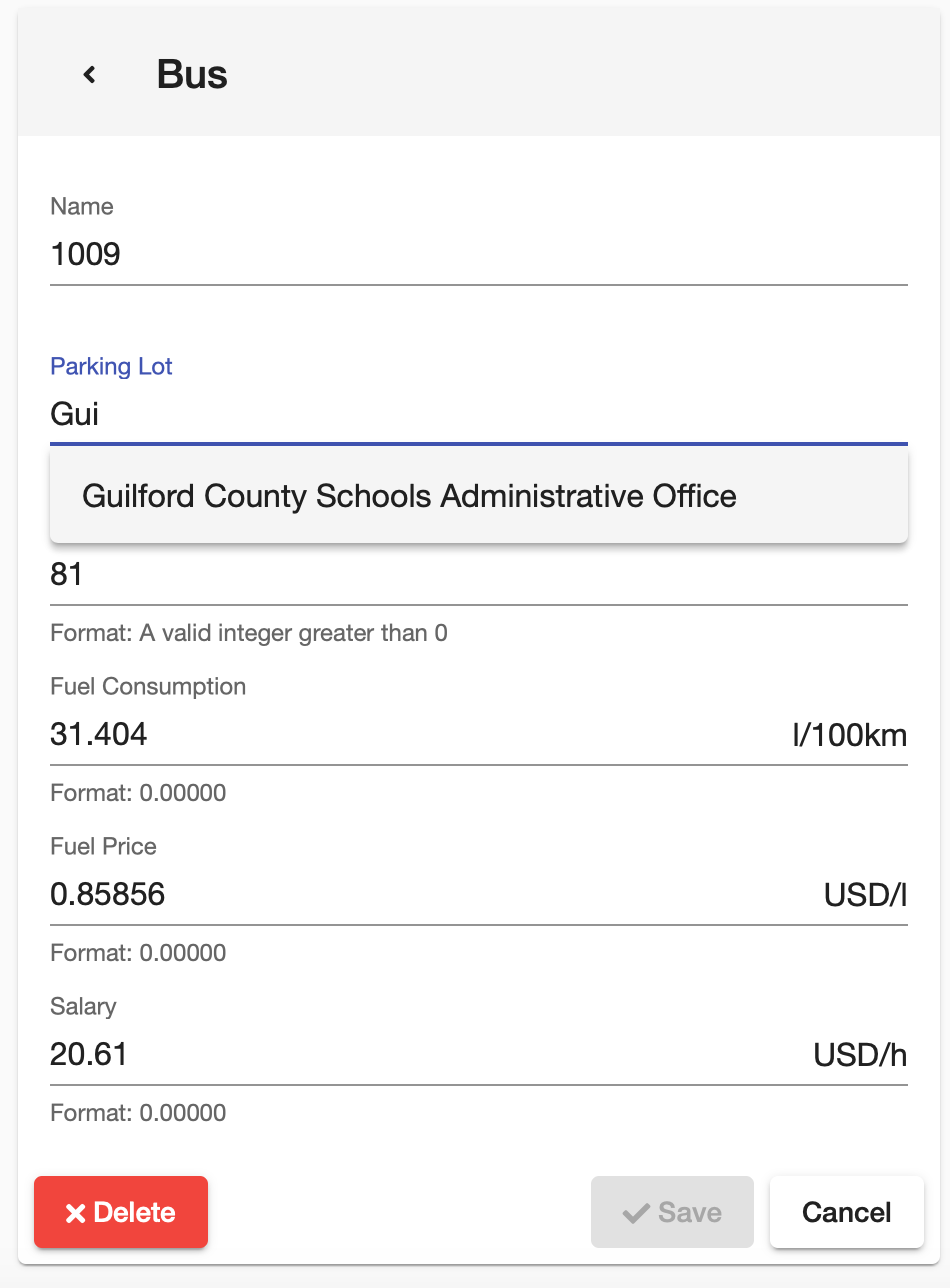 Bus
Name
1009
Parking Lot
Gui
Guilford County Schools Administrative Office
81
Format: A valid integer greater than 0
Fuel Consumption
31.404 l/100km
Format: 0.00000
Fuel Price
0.85856 USD/l
Format: 0.00000
Salary
20.61 USD/h
Format: 0.00000
Delete Save Cancel